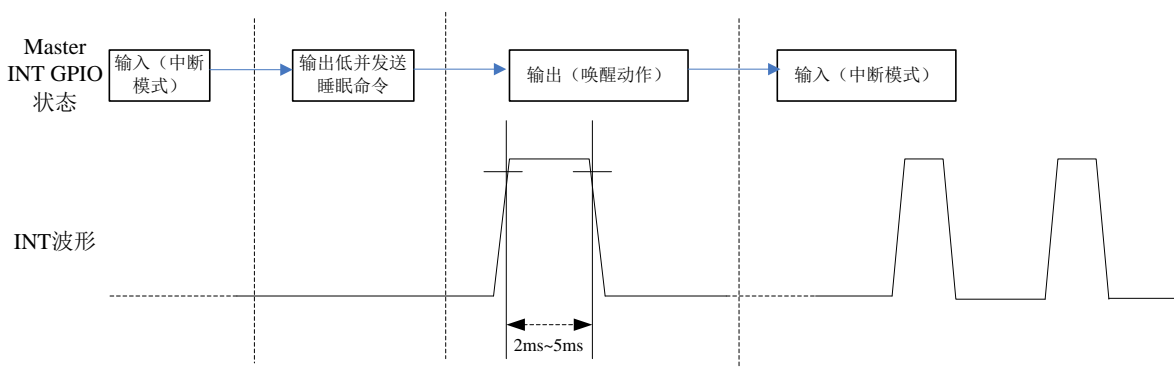 Master
INT GPIO
状态
输入（中断
模式）
输出低并发送
睡眠命令
输出（唤醒动作）
输入（中断模式）
INT波形
2ms~5ms